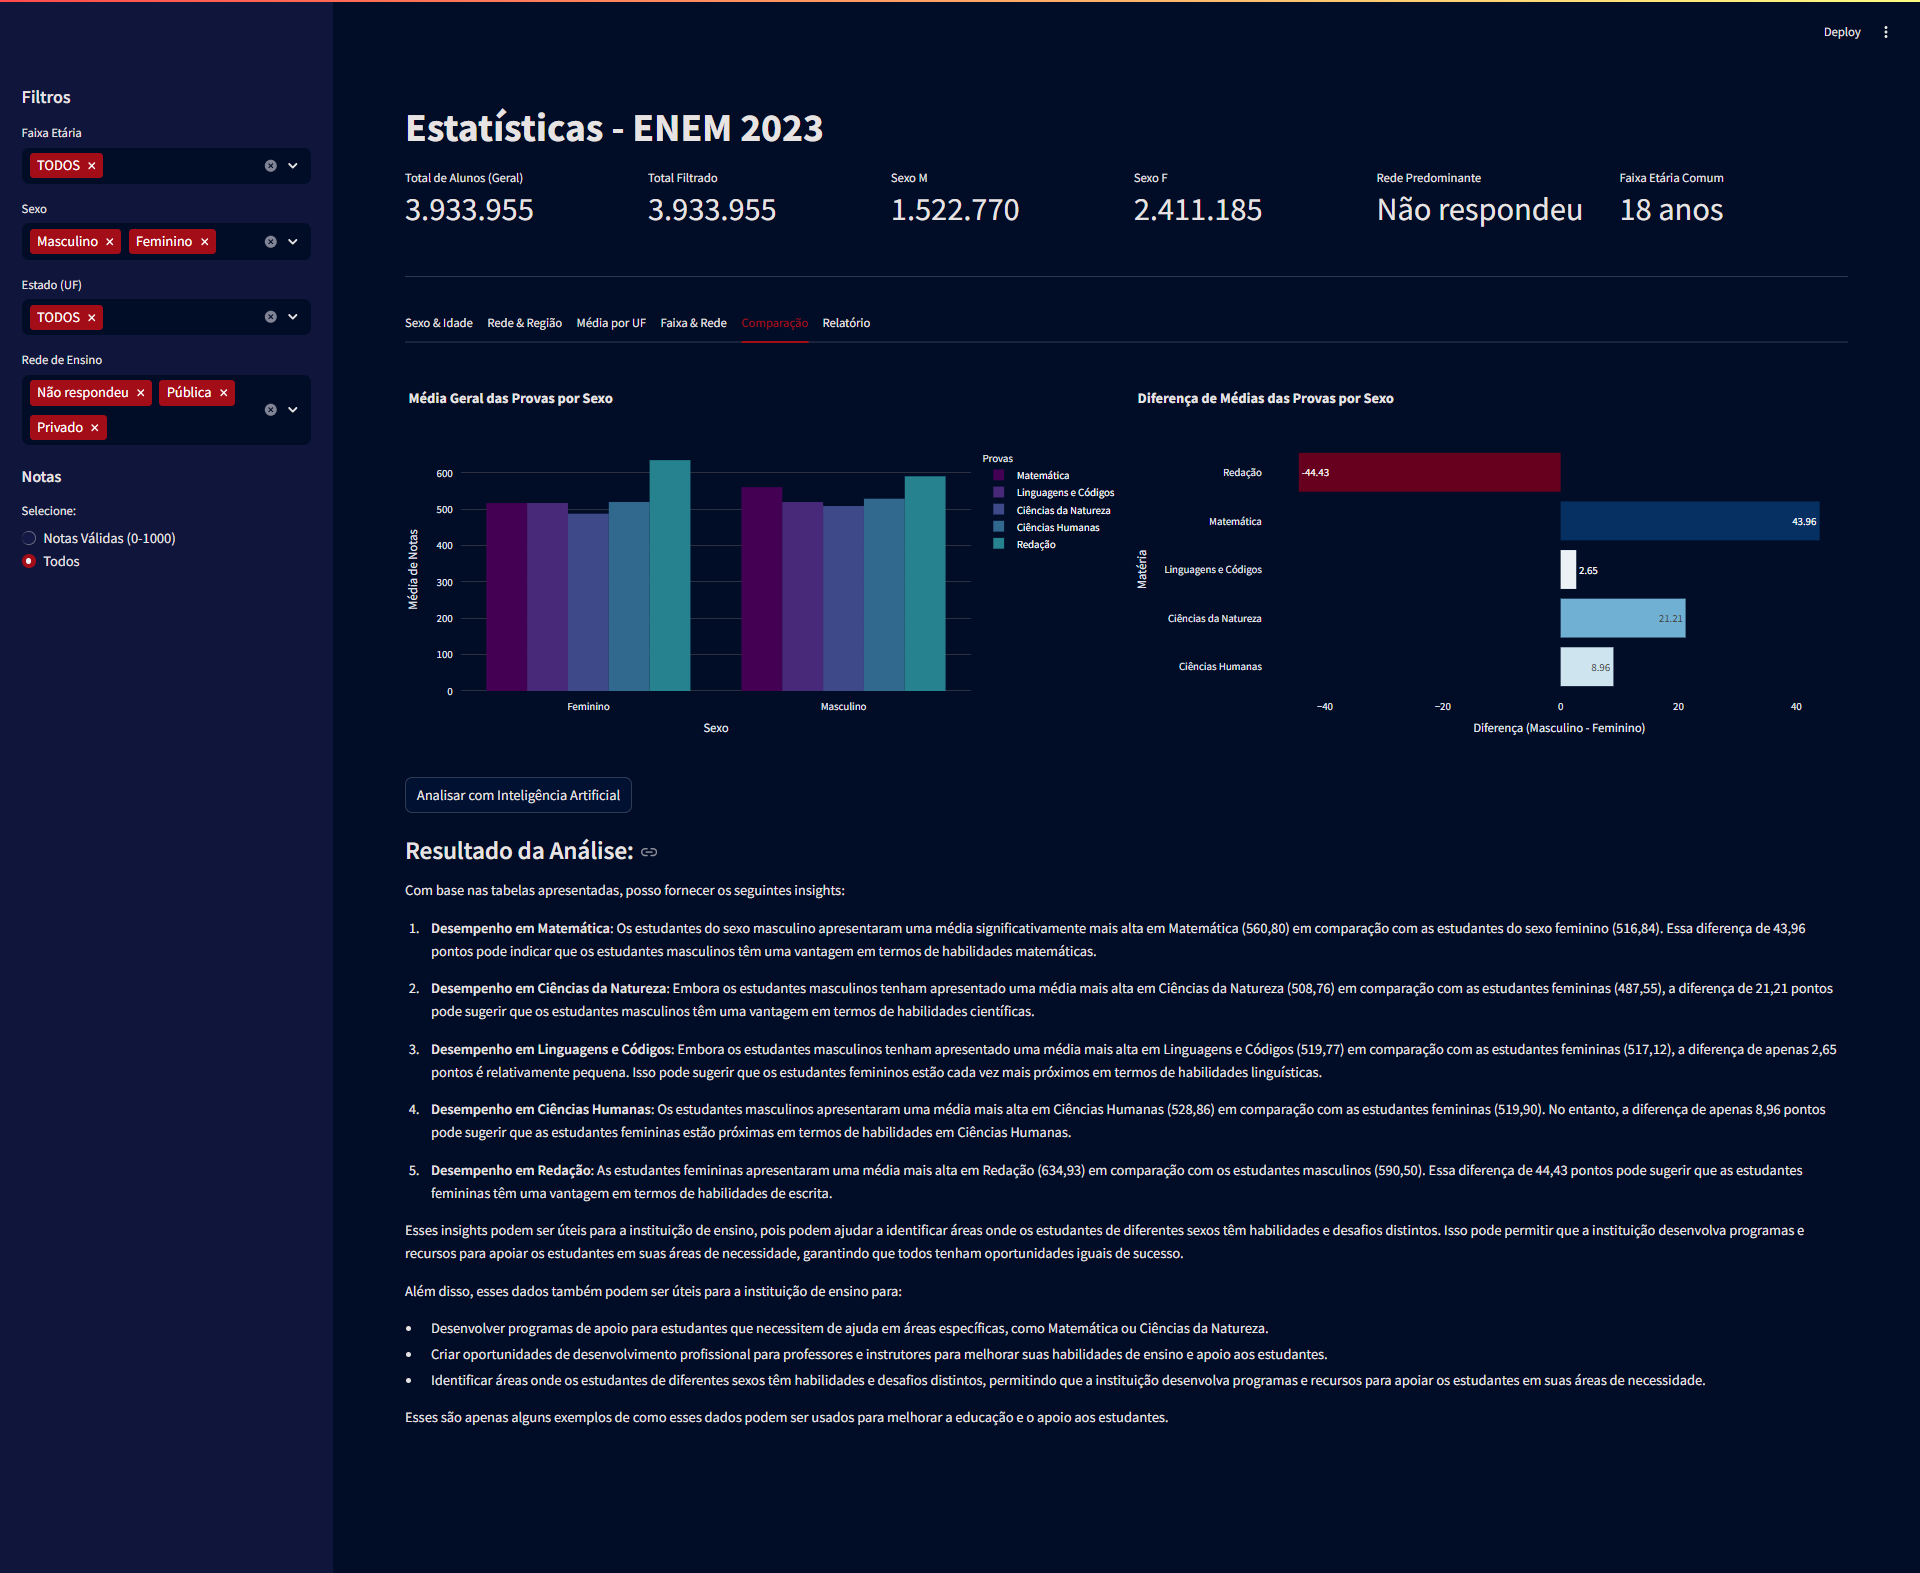 Deploy
Filtros
Faixa Etária
TODOS ×
Sexo
Masculino × Feminino ×
Estado (UF)
TODOS ×
Rede de Ensino
Não respondeu × Pública ×
Privado ×
Notas
Selecione:
Notas Válidas (0-1000)
Todos
Estatísticas - ENEM 2023
Total de Alunos (Geral)
3.933.955
Total Filtrado
3.933.955
Sexo M
1.522.770
Sexo F
2.411.185
Rede Predominante
Não respondeu
Faixa Etária Comum
18 anos
Sexo & Idade Rede & Região Média por UF Faixa & Rede Comparação Relatório
Média Geral das Provas por Sexo
600
500
400
300
200
100
0
Média de Notas
Feminino Masculino
Sexo
Provas
Matemática
Linguagens e Códigos
Ciências da Natureza
Ciências Humanas
Redação
Diferença de Médias das Provas por Sexo
Matéria
Redação -44.43
Matemática 43.96
Linguagens e Códigos 2.65
Ciências da Natureza 21.21
Ciências Humanas 8.96
−40 −20 0 20 40
Diferença (Masculino - Feminino)
Analisar com Inteligência Artificial
Resultado da Análise:
Com base nas tabelas apresentadas, posso fornecer os seguintes insights:
1. Desempenho em Matemática: Os estudantes do sexo masculino apresentaram uma média significativamente mais alta em Matemática (560,80) em comparação com as estudantes do sexo feminino (516,84). Essa diferença de 43,96
pontos pode indicar que os estudantes masculinos têm uma vantagem em termos de habilidades matemáticas.
2. Desempenho em Ciências da Natureza: Embora os estudantes masculinos tenham apresentado uma média mais alta em Ciências da Natureza (508,76) em comparação com as estudantes femininas (487,55), a diferença de 21,21 pontos
pode sugerir que os estudantes masculinos têm uma vantagem em termos de habilidades científicas.
3. Desempenho em Linguagens e Códigos: Embora os estudantes masculinos tenham apresentado uma média mais alta em Linguagens e Códigos (519,77) em comparação com as estudantes femininas (517,12), a diferença de apenas 2,65
pontos é relativamente pequena. Isso pode sugerir que os estudantes femininos estão cada vez mais próximos em termos de habilidades linguísticas.
4. Desempenho em Ciências Humanas: Os estudantes masculinos apresentaram uma média mais alta em Ciências Humanas (528,86) em comparação com as estudantes femininas (519,90). No entanto, a diferença de apenas 8,96 pontos
pode sugerir que as estudantes femininas estão próximas em termos de habilidades em Ciências Humanas.
5. Desempenho em Redação: As estudantes femininas apresentaram uma média mais alta em Redação (634,93) em comparação com os estudantes masculinos (590,50). Essa diferença de 44,43 pontos pode sugerir que as estudantes
femininas têm uma vantagem em termos de habilidades de escrita.
Esses insights podem ser úteis para a instituição de ensino, pois podem ajudar a identificar áreas onde os estudantes de diferentes sexos têm habilidades e desafios distintos. Isso pode permitir que a instituição desenvolva programas e
recursos para apoiar os estudantes em suas áreas de necessidade, garantindo que todos tenham oportunidades iguais de sucesso.
Além disso, esses dados também podem ser úteis para a instituição de ensino para:
• Desenvolver programas de apoio para estudantes que necessitem de ajuda em áreas específicas, como Matemática ou Ciências da Natureza.
• Criar oportunidades de desenvolvimento profissional para professores e instrutores para melhorar suas habilidades de ensino e apoio aos estudantes.
• Identificar áreas onde os estudantes de diferentes sexos têm habilidades e desafios distintos, permitindo que a instituição desenvolva programas e recursos para apoiar os estudantes em suas áreas de necessidade.
Esses são apenas alguns exemplos de como esses dados podem ser usados para melhorar a educação e o apoio aos estudantes.